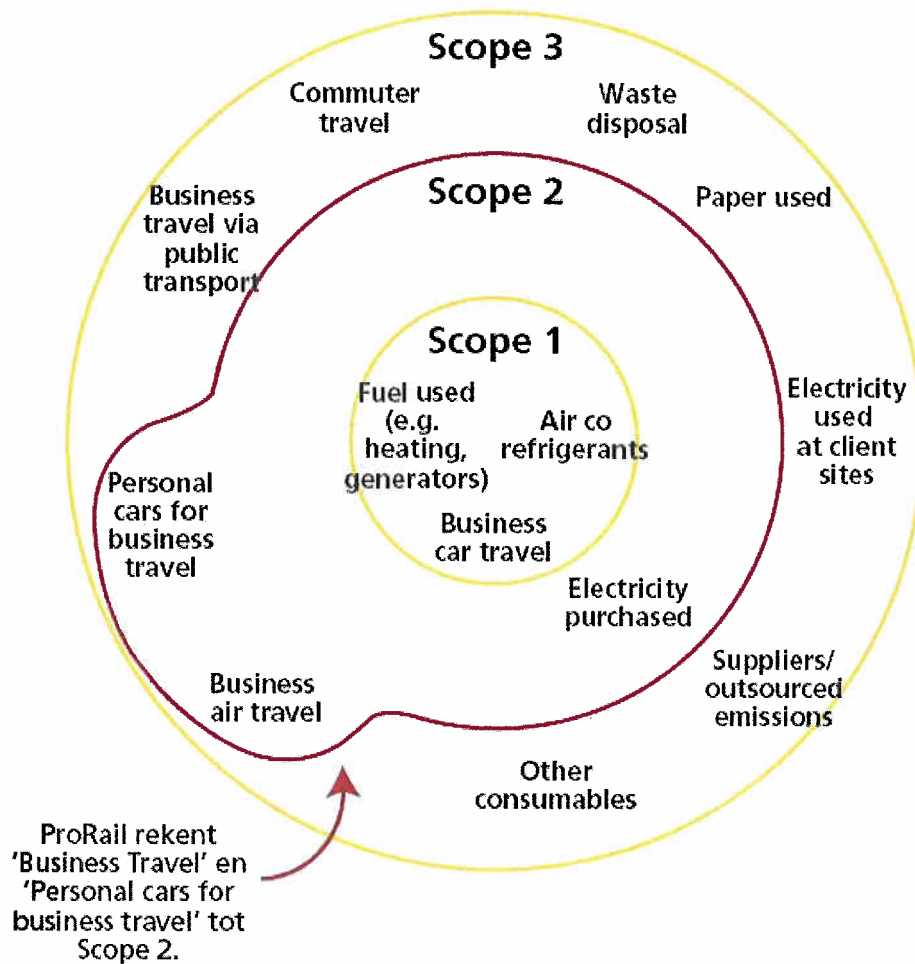 Scope 3
Commuter
travel
Waste
disposal
Business
travel via
public
transport
Scope 2
Paper used
Scope 1
Fuel used
(e.g.
heating,
generators)
Air co
refrigerants
Business
car travel
Electricity
used
at client
sites
Personal
cars for
business
travel
Electricity
purchased
Business
air travel
Suppliers/
outsourced
emissions
Other
consumables
ProRail rekent
'Business Travel' en
'Personal cars for
business travel' tot
Scope 2.